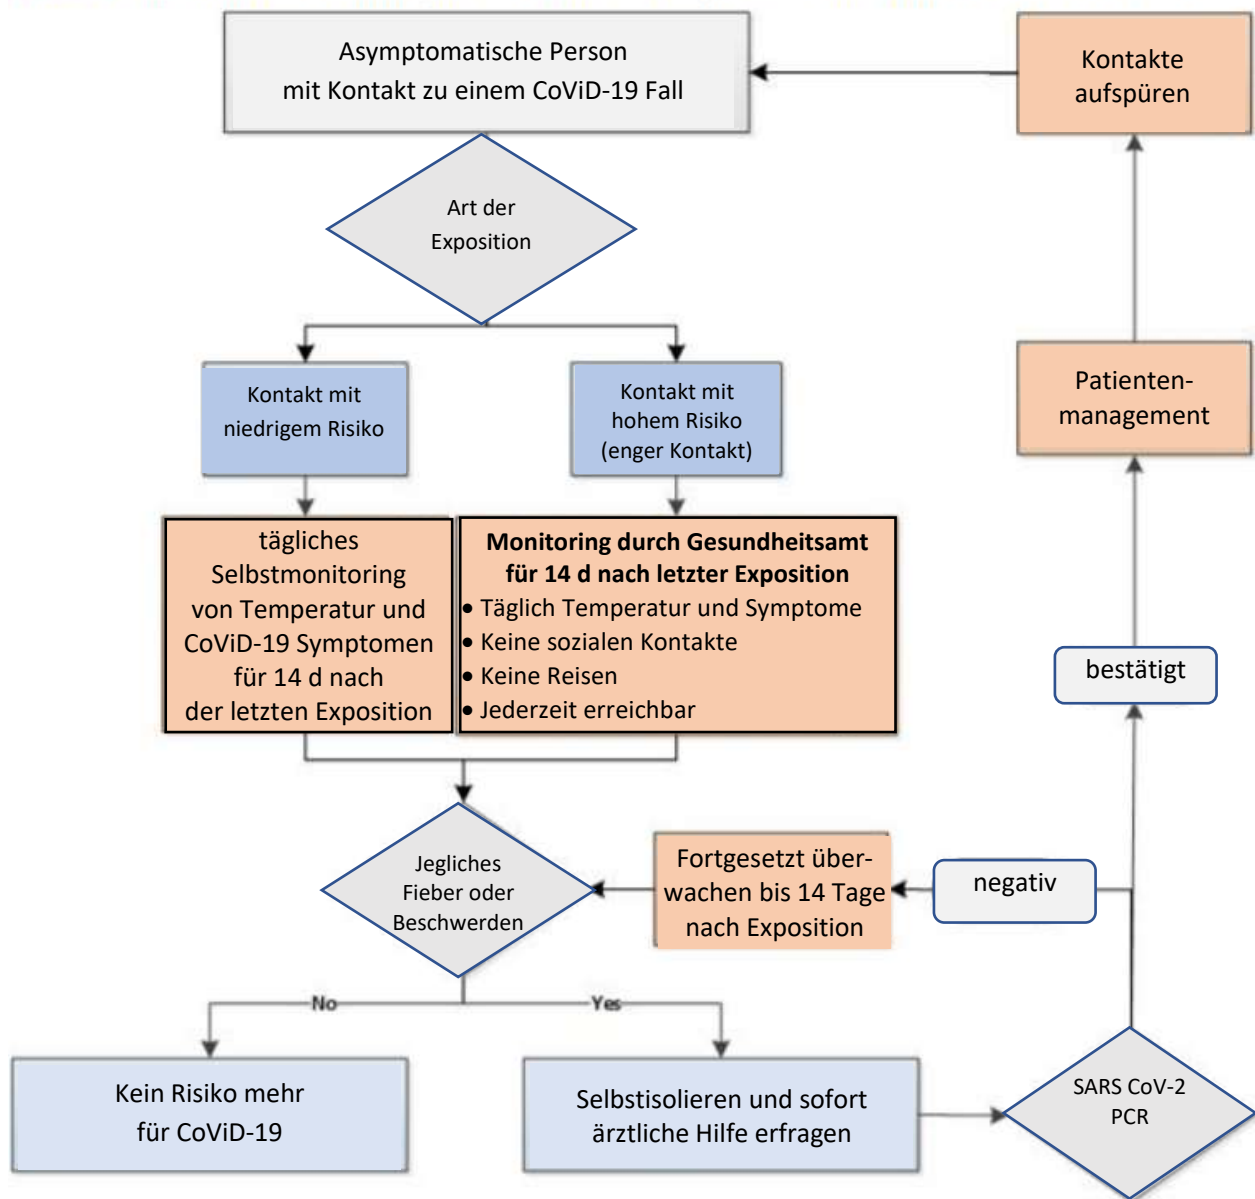 Asymptomatische Person
mit Kontakt zu einem CoViD-19 Fall
Kontakte
aufspüren
Art der
Exposition
Kontakt mit
niedrigem Risiko
Kontakt mit
hohem Risiko
(enger Kontakt)
Patienten-
management
tägliches
Selbstmonitoring
von Temperatur und
CoViD-19 Symptomen
für 14 d nach
der letzten Exposition
Monitoring durch Gesundheitsamt
für 14 d nach letzter Exposition
• Täglich Temperatur und Symptome
• Keine sozialen Kontakte
• Keine Reisen
• Jederzeit erreichbar
bestätigt
Jegliches
Fieber oder
Beschwerden
Fortgesetzt über-
wachen bis 14 Tage
nach Exposition
negativ
No
Yes
Kein Risiko mehr
für CoViD-19
Selbstisolieren und sofort
ärztliche Hilfe erfragen
SARS CoV-2
PCR